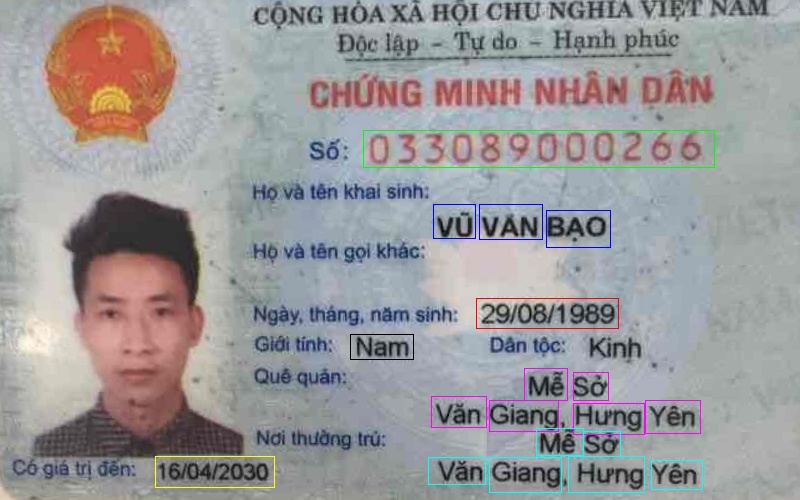 CỘNG HÒA XÃ HỘI CHỦ NGHĨA VIỆT NAM
Độc lập - Tự do - Hạnh phúc
CHỨNG MINH NHÂN DÂN
Số: 033089000266
Họ và tên khai sinh:
VŨ VĂN BẠO
Họ và tên gọi khác:
Ngày, tháng, năm sinh: 29/08/1989
Giới tính: Nam Dân tộc: Kinh
Quê quán: Mễ Sở
Văn Giang, Hưng Yên
Nơi thường trú: Mễ Sở
Văn Giang, Hưng Yên
Có giá trị đến: 16/04/2030